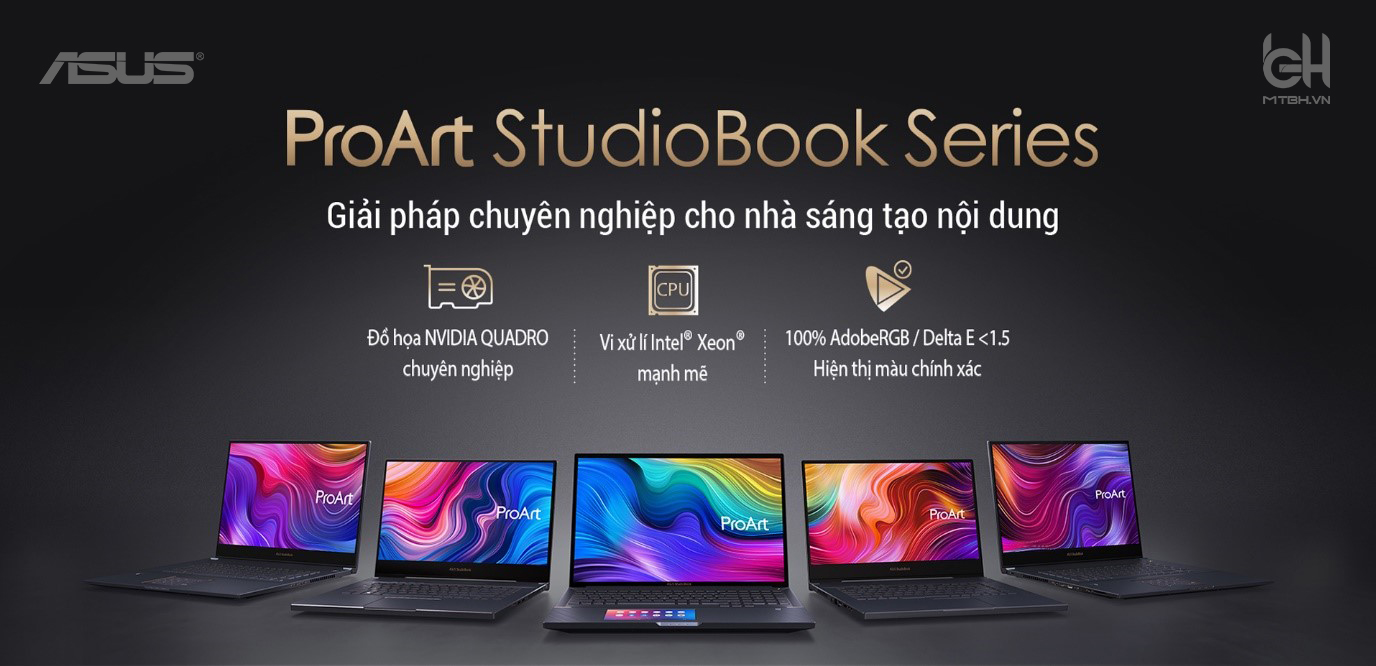 ASUS®
MTBH.VN
ProArt StudioBook Series
Giải pháp chuyên nghiệp cho nhà sáng tạo nội dung
CPU
Đồ họa NVIDIA QUADRO
chuyên nghiệp
Vi xử lí Intel® Xeon®
mạnh mẽ
100% AdobeRGB / Delta E <1.5
Hiện thị màu chính xác
ProArt
ProArt
ProArt
ProArt
ProArt